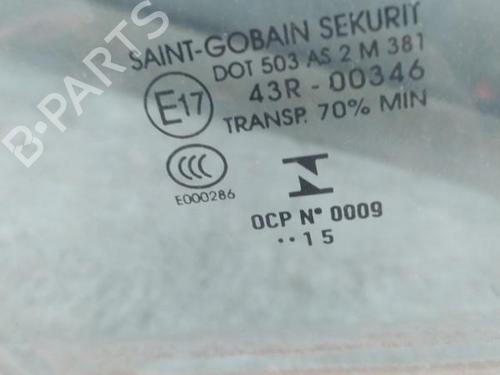 SAINT-GOBAIN SEKURIT
DOT 503 AS 2 M 381
E17
43R - 00346
TRANSP. 70% MIN
CCC
E000286
OCP Nº 0009
··15
B-PARTS